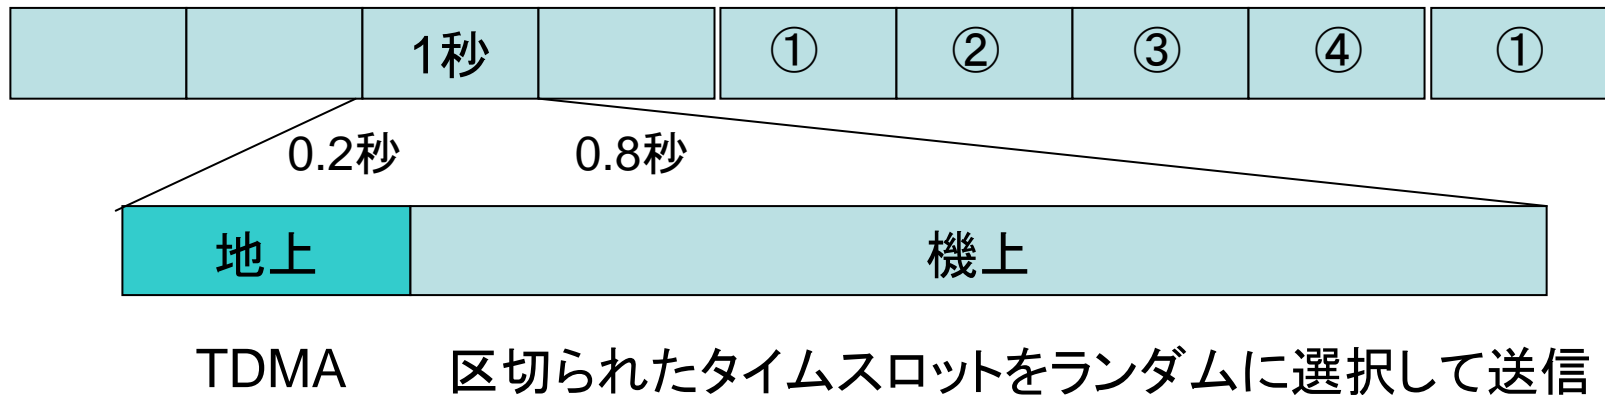 1秒 ① ② ③ ④ ①
0.2秒 0.8秒
地上 機上
TDMA 区切られたタイムスロットをランダムに選択して送信